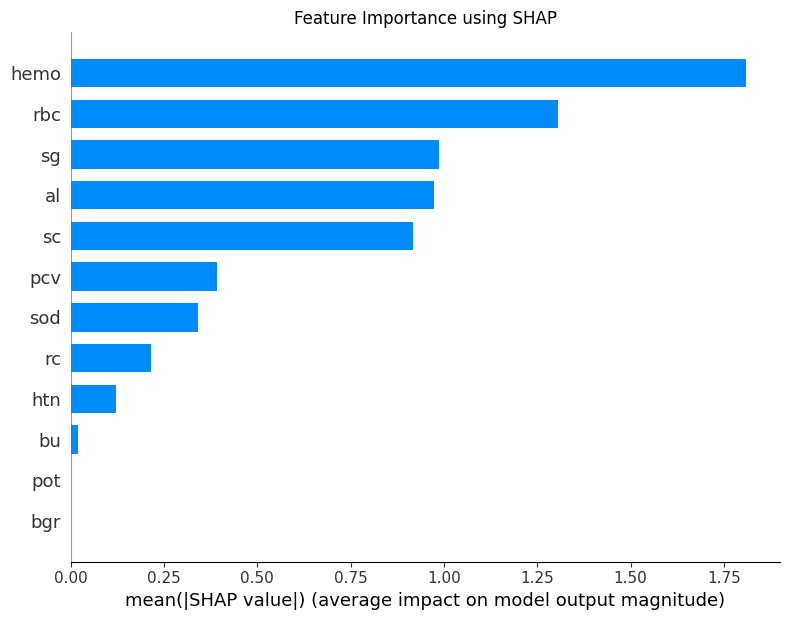 Feature Importance using SHAP
hemo
rbc
sg
al
sc
pcv
sod
rc
htn
bu
pot
bgr
0.00 0.25 0.50 0.75 1.00 1.25 1.50 1.75
mean(|SHAP value|) (average impact on model output magnitude)